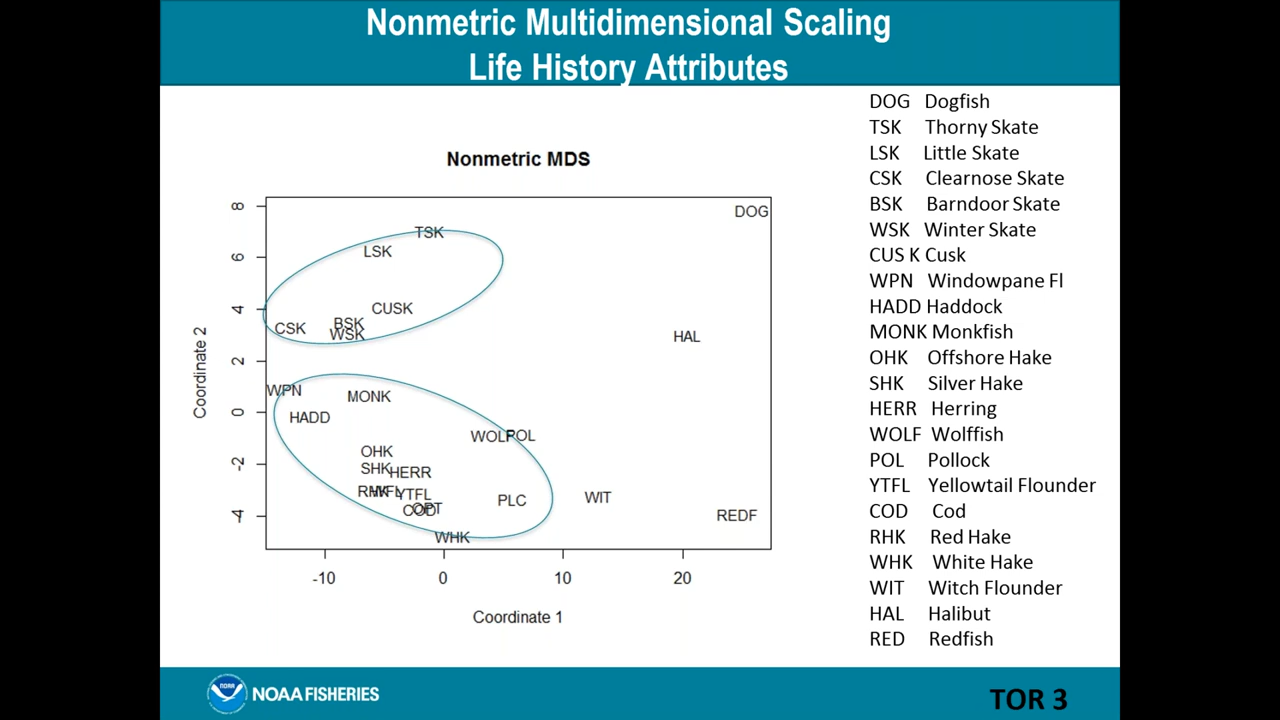 Nonmetric Multidimensional Scaling
Life History Attributes
Nonmetric MDS
Coordinate 2
8
6
4
2
0
-2
-4
DOG
TSK
LSK
CUSK
BSK
CSK
WSK
HAL
WPN
MONK
HADD
WOLF
POL
OHK
SHK
HERR
RHK
YTFL
PLC
WIT
OPT
COD
REDF
WHK
-10
0
10
20
Coordinate 1
DOG Dogfish
TSK Thorny Skate
LSK Little Skate
CSK Clearnose Skate
BSK Barndoor Skate
WSK Winter Skate
CUS K Cusk
WPN Windowpane Fl
HADD Haddock
MONK Monkfish
OHK Offshore Hake
SHK Silver Hake
HERR Herring
WOLF Wolffish
POL Pollock
YTFL Yellowtail Flounder
COD Cod
RHK Red Hake
WHK White Hake
WIT Witch Flounder
HAL Halibut
RED Redfish
NOAA
NOAA FISHERIES
TOR 3